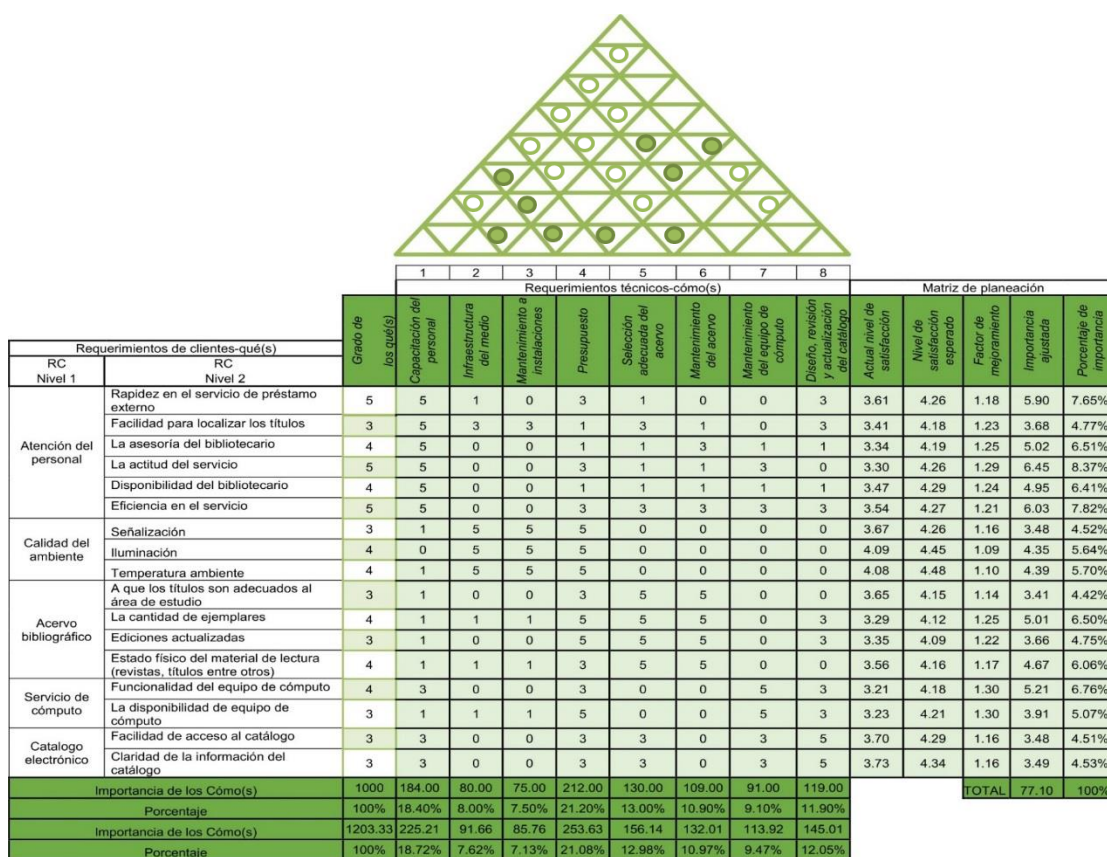 1 2 3 4 5 6 7 8
Requerimientos técnicos-cómo(s) Matriz de planeación
Requerimientos de clientes-qué(s)
RC
Nivel 1
RC
Nivel 2
Grado de
los qué(s)
Capacitación del
personal
Infraestructura
del medio
Mantenimiento a
instalaciones
Presupuesto
Selección
adecuada del
acervo
Mantenimiento
del acervo
Mantenimiento
del equipo de
cómputo
Diseño, revisión
y actualización
del catálogo
Actual nivel de
satisfacción
Nivel de
satisfacción
esperado
Factor de
mejoramiento
Importancia
ajustada
Porcentaje de
importancia
Atención del
personal
Rapidez en el servicio de préstamo
externo
5 5 1 0 3 1 0 0 3 3.61 4.26 1.18 5.90 7.65%
Facilidad para localizar los títulos 3 5 3 3 1 3 1 0 3 3.41 4.18 1.23 3.68 4.77%
La asesoría del bibliotecario 4 5 0 0 1 1 3 1 1 3.34 4.19 1.25 5.02 6.51%
La actitud del servicio 5 5 0 0 3 1 1 3 0 3.30 4.26 1.29 6.45 8.37%
Disponibilidad del bibliotecario 4 5 0 0 1 1 1 1 1 3.47 4.29 1.24 4.95 6.41%
Eficiencia en el servicio 5 5 0 0 3 3 3 3 3 3.54 4.27 1.21 6.03 7.82%
Calidad del
ambiente
Señalización 3 1 5 5 5 0 0 0 0 3.67 4.26 1.16 3.48 4.52%
Iluminación 4 0 5 5 5 0 0 0 0 4.09 4.45 1.09 4.35 5.64%
Temperatura ambiente 4 1 5 5 5 0 0 0 0 4.08 4.48 1.10 4.39 5.70%
Acervo
bibliográfico
A que los títulos son adecuados al
área de estudio
3 1 0 0 3 5 5 0 0 3.65 4.15 1.14 3.41 4.42%
La cantidad de ejemplares 4 1 1 1 5 5 5 0 3 3.29 4.12 1.25 5.01 6.50%
Ediciones actualizadas 3 1 0 0 5 5 5 0 3 3.35 4.09 1.22 3.66 4.75%
Estado físico del material de lectura
(revistas, títulos entre otros)
4 1 1 1 3 5 5 0 0 3.56 4.16 1.17 4.67 6.06%
Servicio de
cómputo
Funcionalidad del equipo de cómputo 4 3 0 0 3 0 0 5 3 3.21 4.18 1.30 5.21 6.76%
La disponibilidad de equipo de
cómputo
3 1 1 1 5 0 0 5 3 3.23 4.21 1.30 3.91 5.07%
Catalogo
electrónico
Facilidad de acceso al catálogo 3 3 0 0 3 3 0 3 5 3.70 4.29 1.16 3.48 4.51%
Claridad de la información del
catálogo
3 3 0 0 3 3 0 3 5 3.73 4.34 1.16 3.49 4.53%
Importancia de los Cómo(s) 1000 184.00 80.00 75.00 212.00 130.00 109.00 91.00 119.00 TOTAL 77.10 100%
Porcentaje 100% 18.40% 8.00% 7.50% 21.20% 13.00% 10.90% 9.10% 11.90%
Importancia de los Cómo(s) 1203.33 225.21 91.66 85.76 253.63 156.14 132.01 113.92 145.01
Porcentaje 100% 18.72% 7.62% 7.13% 21.08% 12.98% 10.97% 9.47% 12.05%